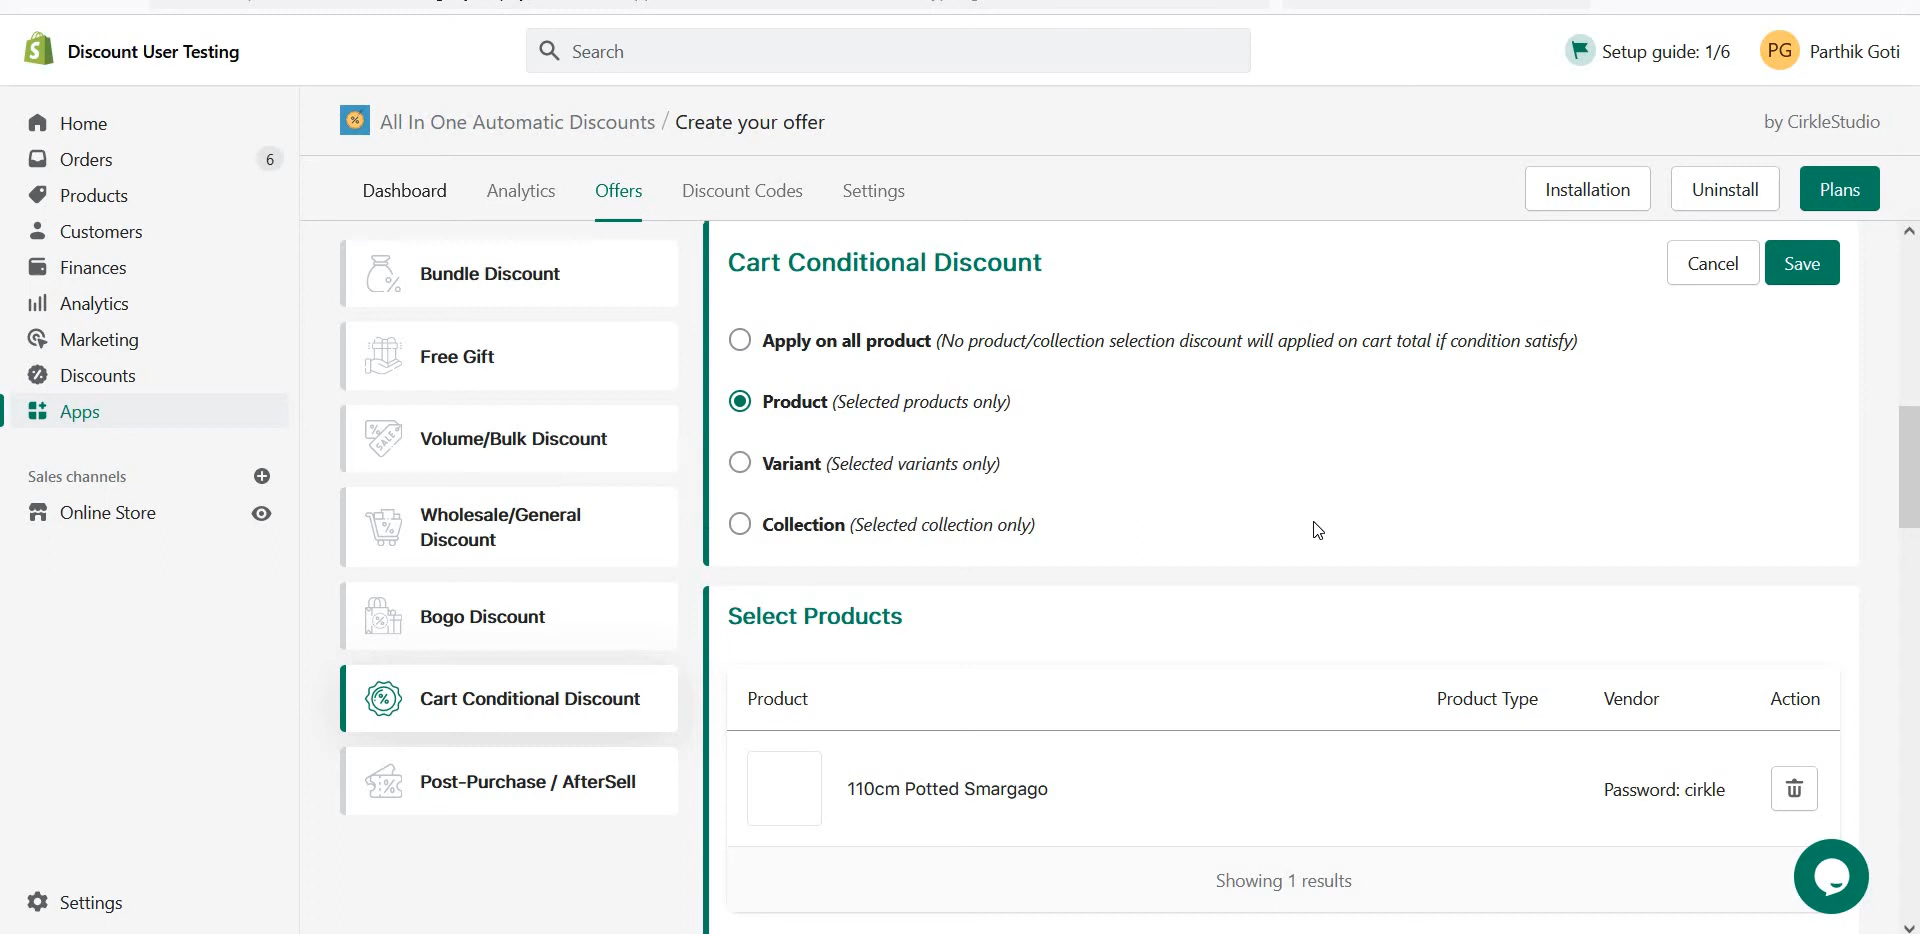 Discount User Testing
Search
Setup guide: 1/6
PG
Parthik Goti
Home
Orders
6
Products
Customers
Finances
Analytics
Marketing
Discounts
Apps
Sales channels
Online Store
Settings
All In One Automatic Discounts / Create your offer
by CirkleStudio
Dashboard
Analytics
Offers
Discount Codes
Settings
Installation
Uninstall
Plans
Bundle Discount
Free Gift
Volume/Bulk Discount
Wholesale/General
Discount
Bogo Discount
Cart Conditional Discount
Post-Purchase / AfterSell
Cart Conditional Discount
Cancel
Save
Apply on all product (No product/collection selection discount will applied on cart total if condition satisfy)
Product (Selected products only)
Variant (Selected variants only)
Collection (Selected collection only)
Select Products
Product
Product Type
Vendor
Action
110cm Potted Smargago
Password: cirkle
Showing 1 results